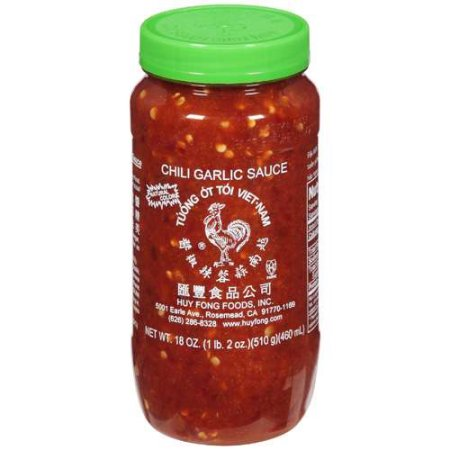 CHILI GARLIC SAUCE
NATURAL COLOR
TƯƠNG ỚT TỎI VIỆT-NAM
®
匯豐食品公司
HUY FONG FOODS, INC.
5001 Earle Ave., Rosemead, CA 91770-1169
(626) 286-8328 www.huyfong.com
NET WT. 18 OZ. (1 lb. 2 oz.)(510 g)(460 mL)